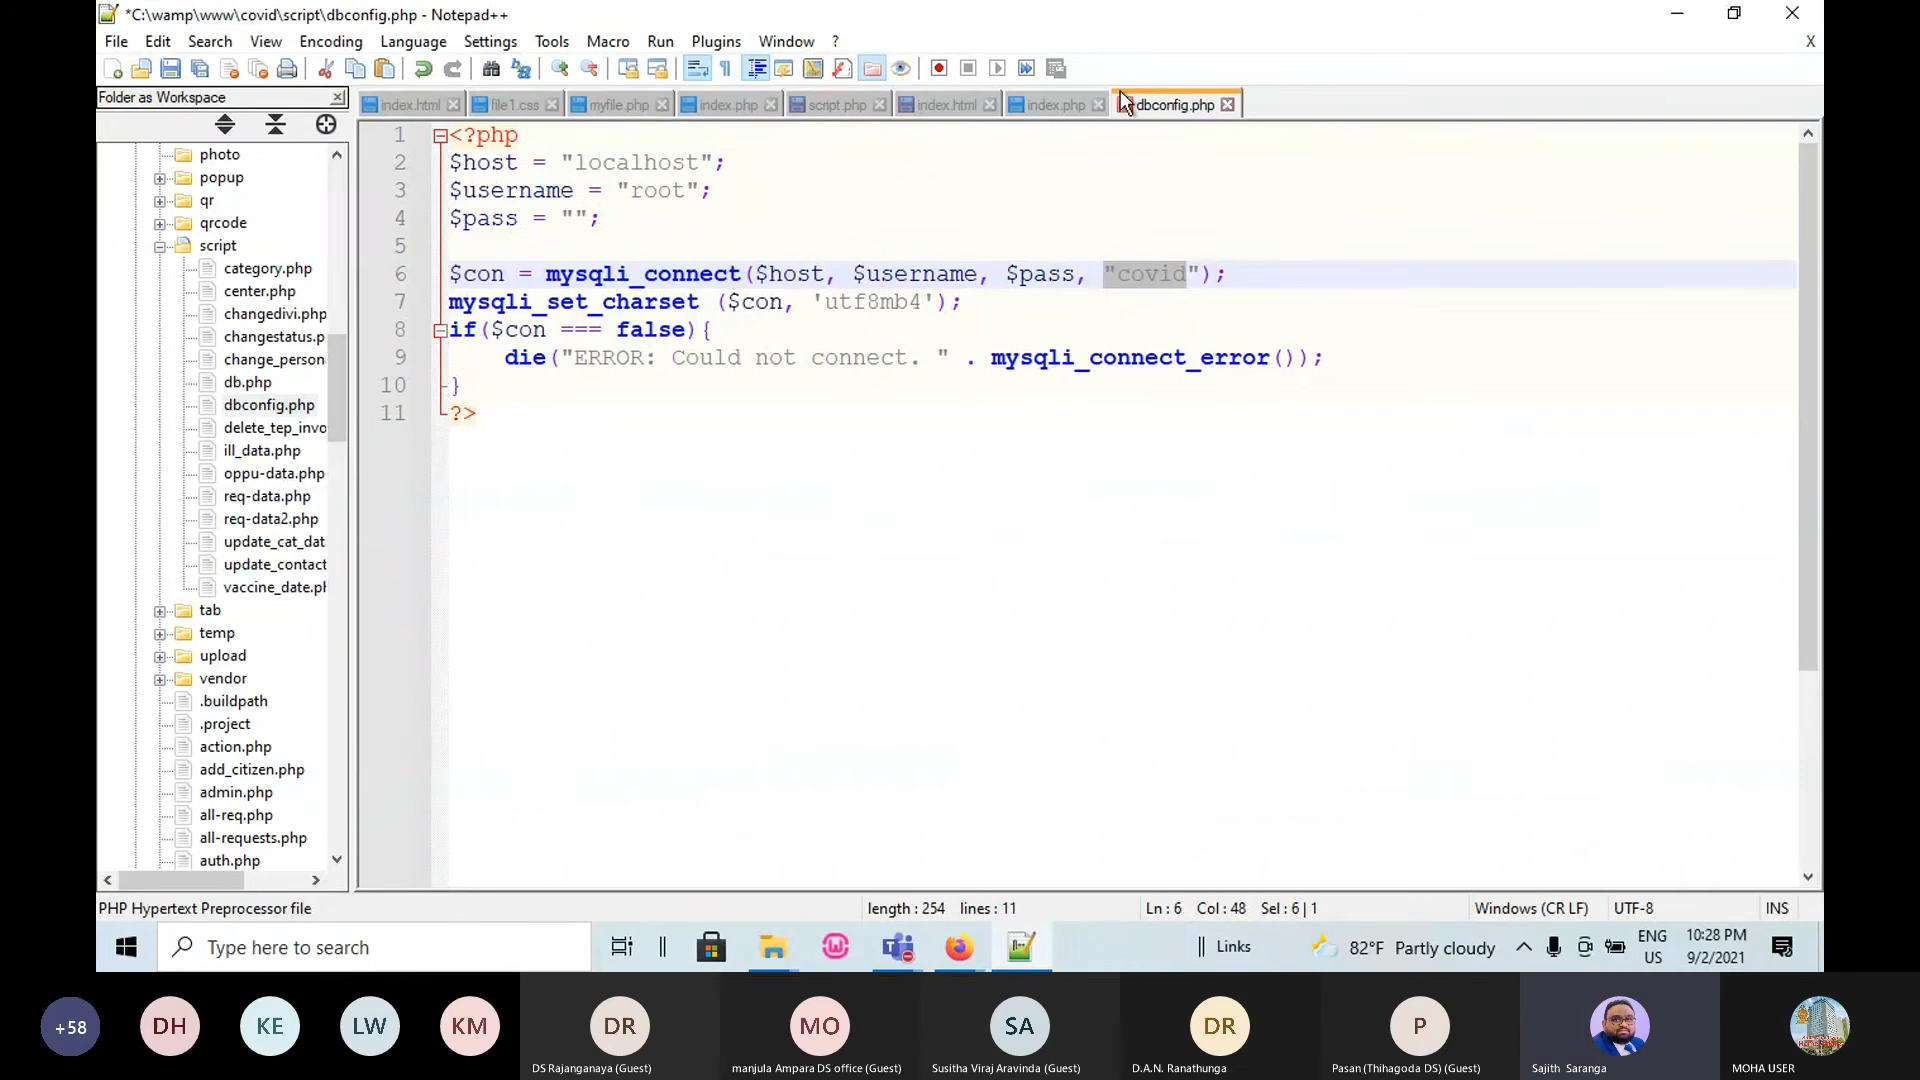 *C:\wamp\www\covid\script\dbconfig.php - Notepad++
File Edit Search View Encoding Language Settings Tools Macro Run Plugins Window ? X
Folder as Workspace
index.html file1.css myfile.php index.php script.php index.html index.php dbconfig.php
photo
popup
qr
qrcode
script
category.php
center.php
changedivi.php
changestatus.p
change_person
db.php
dbconfig.php
delete_tep_invo
ill_data.php
oppu-data.php
req-data.php
req-data2.php
update_cat_dat
update_contact
vaccine_date.ph
tab
temp
upload
vendor
.buildpath
.project
action.php
add_citizen.php
admin.php
all-req.php
all-requests.php
auth.php
1 <?php
2 $host = "localhost";
3 $username = "root";
4 $pass = "";
5
6 $con = mysqli_connect($host, $username, $pass, "covid");
7 mysqli_set_charset ($con, 'utf8mb4');
8 if($con === false){
9 die("ERROR: Could not connect. " . mysqli_connect_error());
10 }
11 ?>
PHP Hypertext Preprocessor file length : 254 lines : 11 Ln : 6 Col : 48 Sel : 6 | 1 Windows (CR LF) UTF-8 INS
Type here to search Links 82°F Partly cloudy ENG US 10:28 PM 9/2/2021
+58 DH KE LW KM DR MO SA DR P
DS Rajanganaya (Guest) manjula Ampara DS office (Guest) Susitha Viraj Aravinda (Guest) D.A.N. Ranathunga Pasan (Thihagoda DS) (Guest) Sajith Saranga MOHA USER